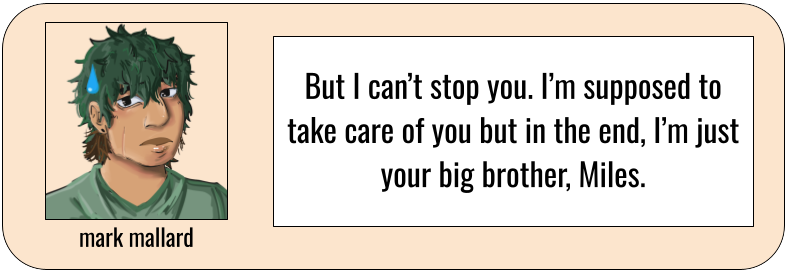 But I can’t stop you. I’m supposed to
take care of you but in the end, I’m just
your big brother, Miles.
mark mallard